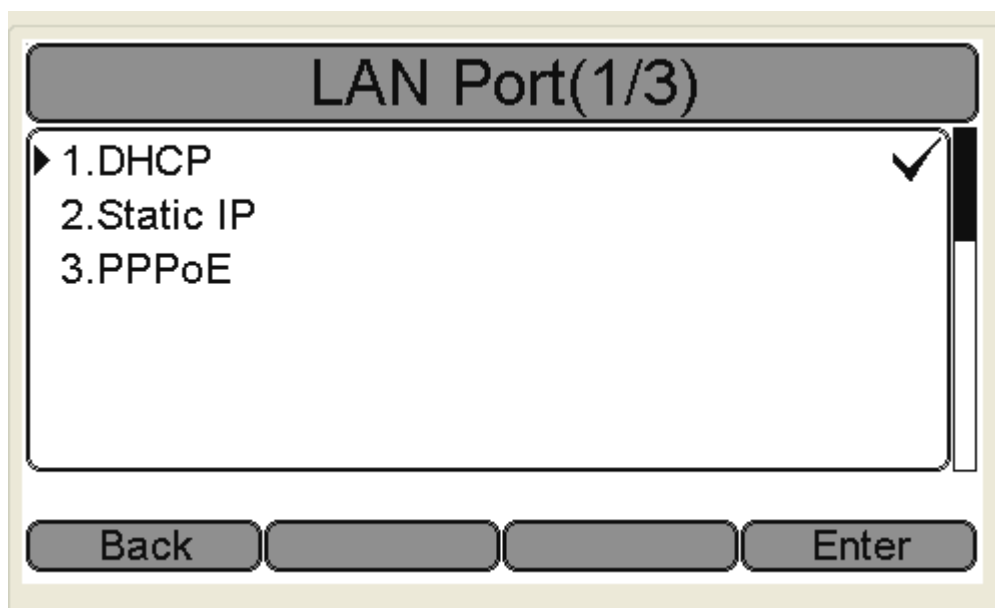 LAN Port(1/3)
1.DHCP
2.Static IP
3.PPPoE
Back Enter